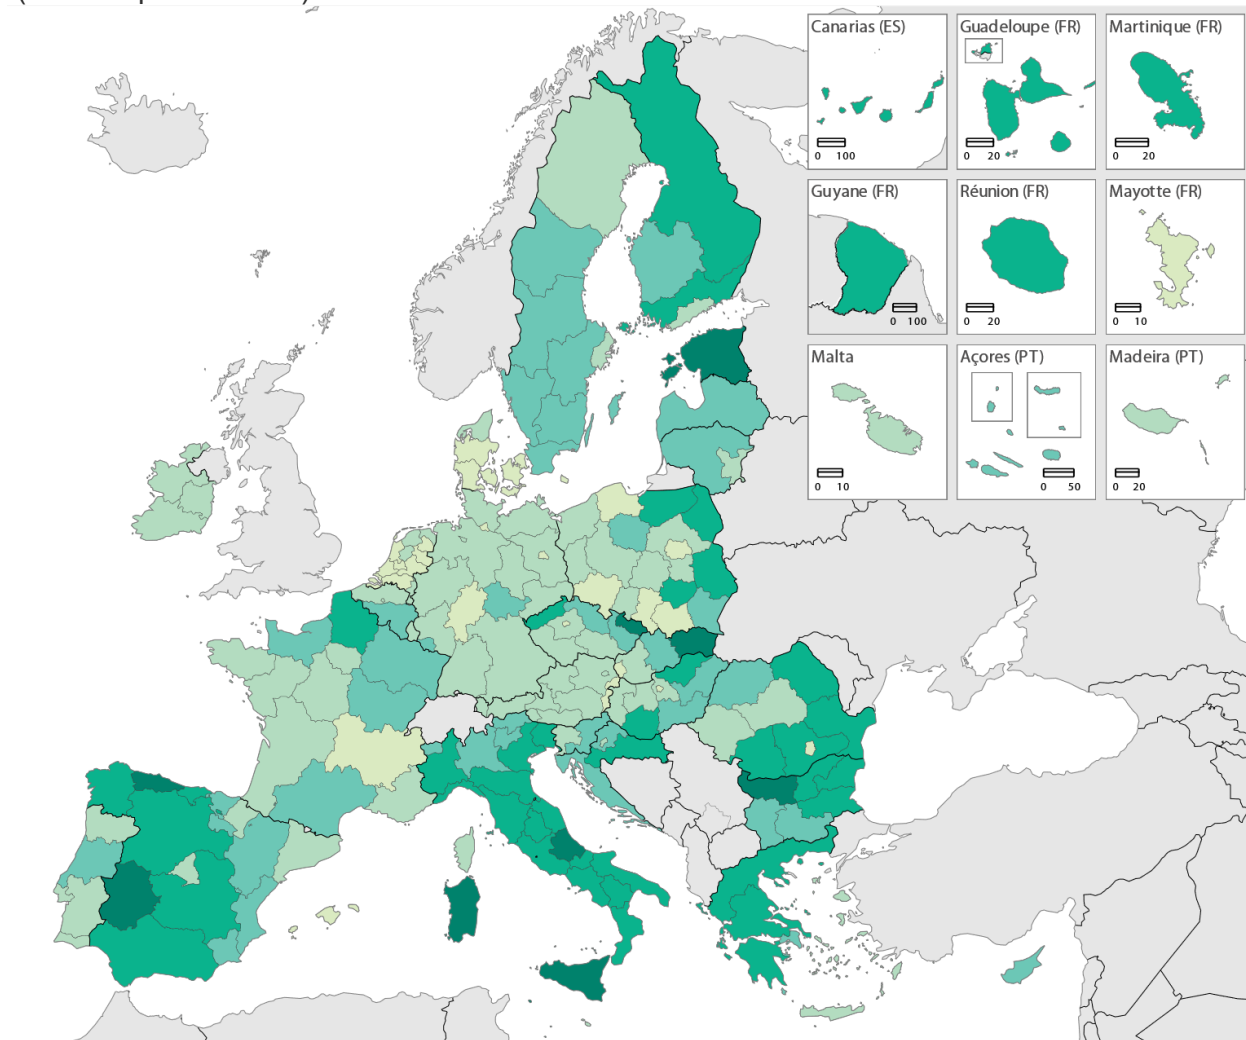 Canarias (ES)
0 100
Guadeloupe (FR)
0 20
Martinique (FR)
0 20
Guyane (FR)
0 100
Réunion (FR)
0 20
Mayotte (FR)
0 10
Malta
0 10
Açores (PT)
0 50
Madeira (PT)
0 20